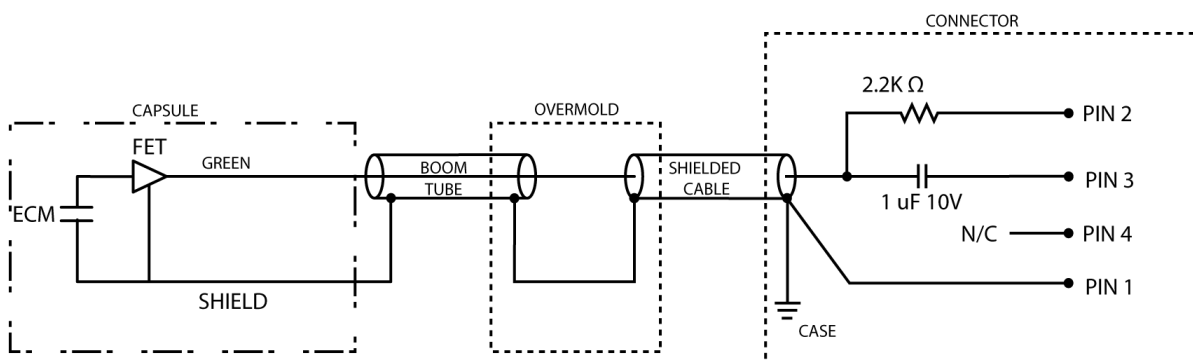 CONNECTOR
2.2K Ω
PIN 2
CAPSULE
OVERMOLD
FET
GREEN
BOOM
TUBE
SHIELDED
CABLE
PIN 3
ECM
1 uF 10V
N/C
PIN 4
SHIELD
PIN 1
CASE